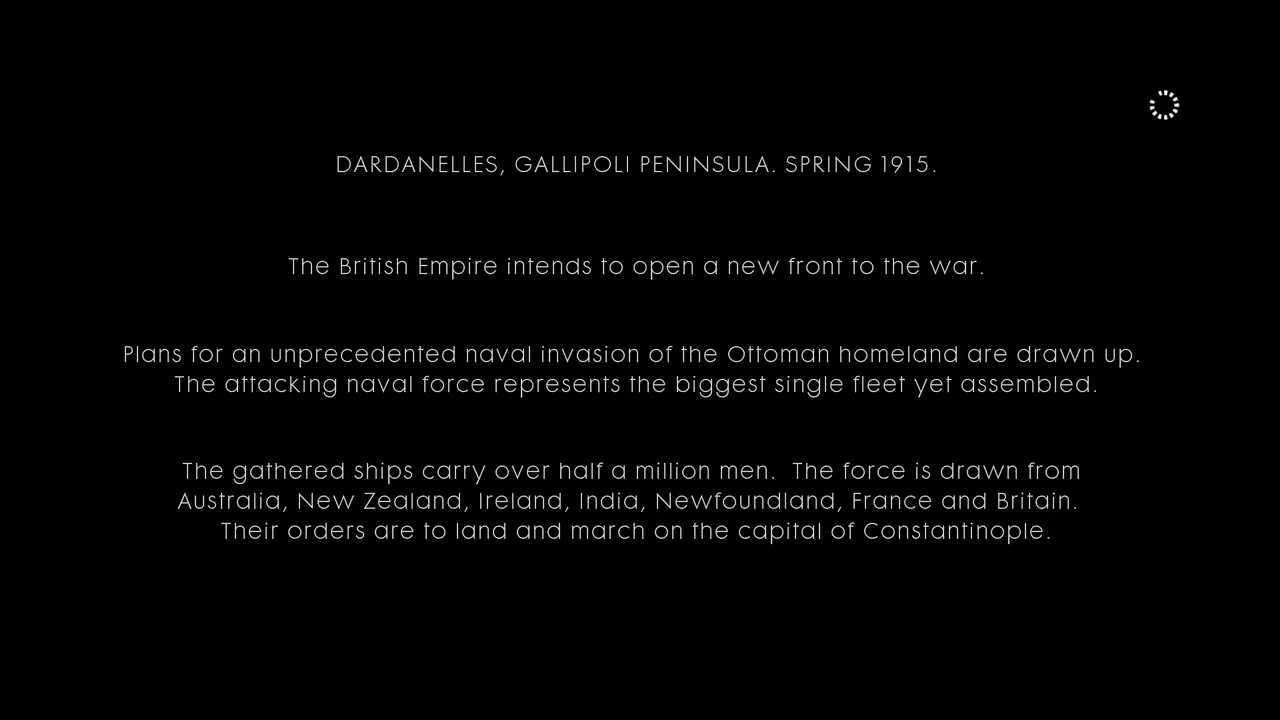 DARDANELLES, GALLIPOLI PENINSULA. SPRING 1915.
The British Empire intends to open a new front to the war.
Plans for an unprecedented naval invasion of the Ottoman homeland are drawn up.
The attacking naval force represents the biggest single fleet yet assembled.
The gathered ships carry over half a million men.  The force is drawn from
Australia, New Zealand, Ireland, India, Newfoundland, France and Britain.
Their orders are to land and march on the capital of Constantinople.